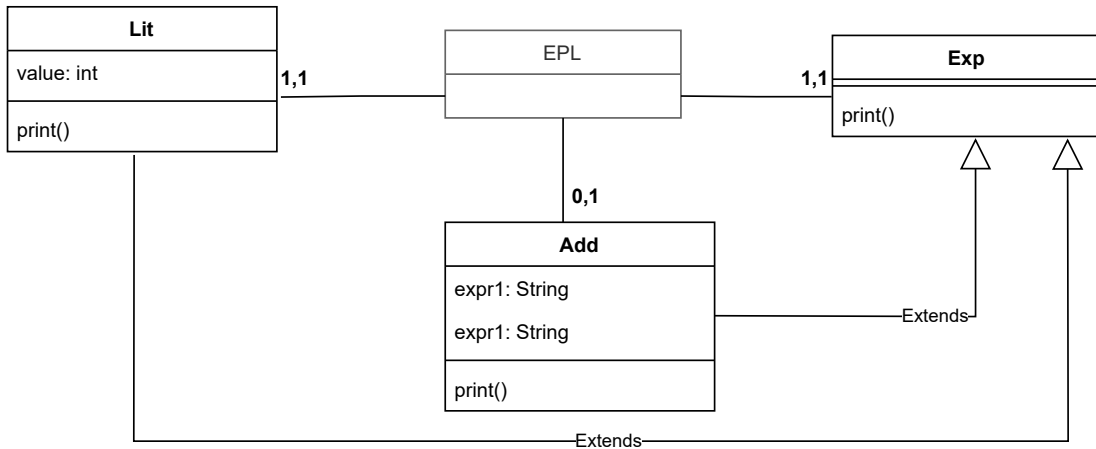 Lit
value: int
print()
1,1
EPL
1,1
Exp
print()
0,1
Add
expr1: String
expr1: String
print()
Extends
Extends